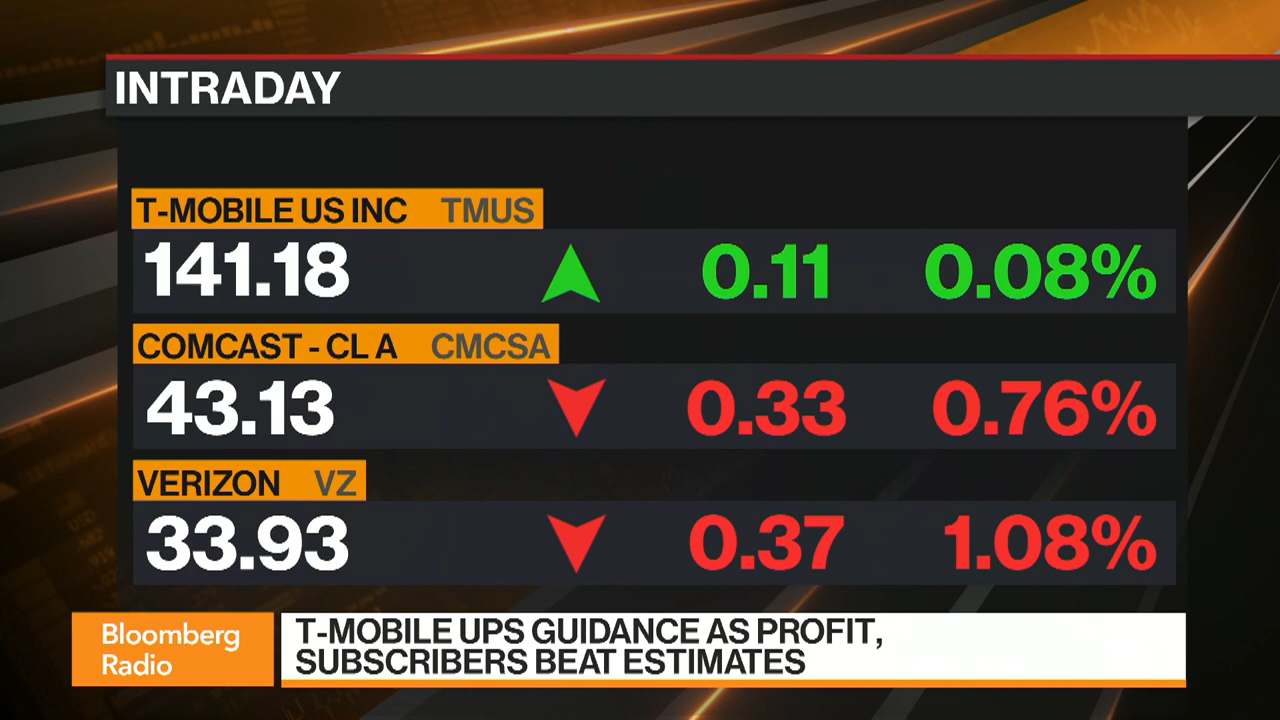 INTRADAY
T-MOBILE US INC TMUS
141.18 ▲ 0.11 0.08%
COMCAST - CL A CMCSA
43.13 ▼ 0.33 0.76%
VERIZON VZ
33.93 ▼ 0.37 1.08%
Bloomberg
Radio
T-MOBILE UPS GUIDANCE AS PROFIT,
SUBSCRIBERS BEAT ESTIMATES